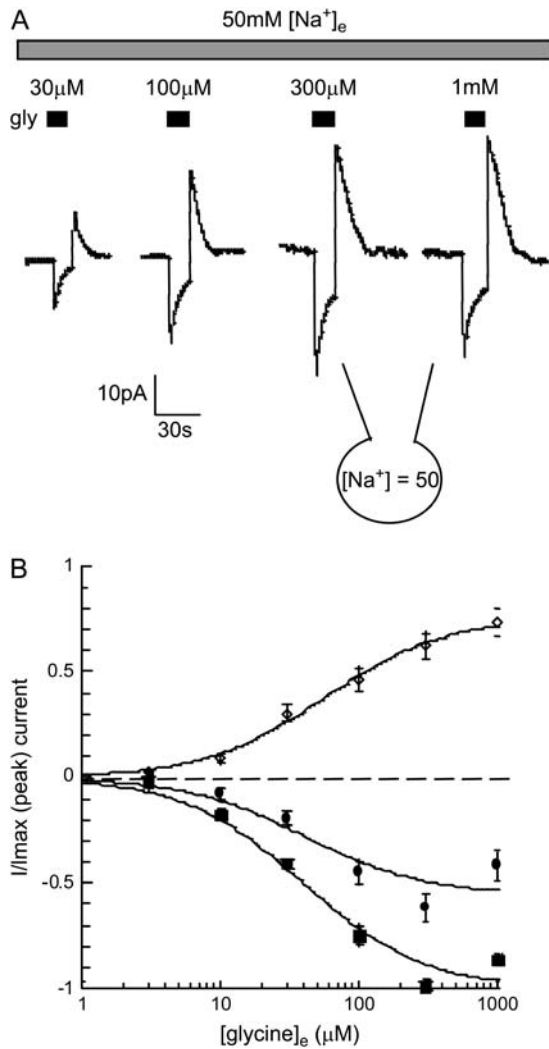 A
50mM [Na⁺]ₑ
30μM 100μM 300μM 1mM
gly
10pA
30s
[Na⁺] = 50
B
I/Imax (peak) current
1
0.5
0
-0.5
-1
1 10 100 1000
[glycine]ₑ (μM)